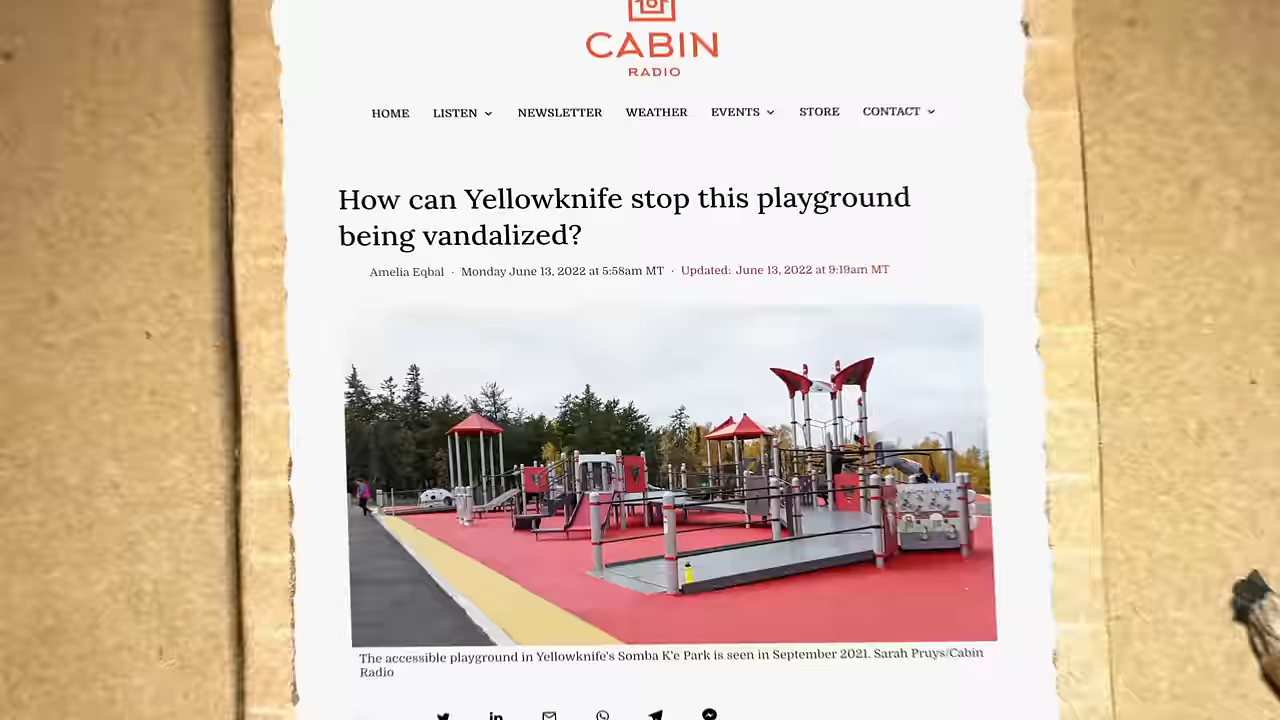 CABIN
RADIO
HOME LISTEN NEWSLETTER WEATHER EVENTS STORE CONTACT
How can Yellowknife stop this playground
being vandalized?
Amelia Eqbal · Monday June 13, 2022 at 5:58am MT · Updated: June 13, 2022 at 9:19am MT
The accessible playground in Yellowknife's Somba K'e Park is seen in September 2021. Sarah Pruys/Cabin
Radio